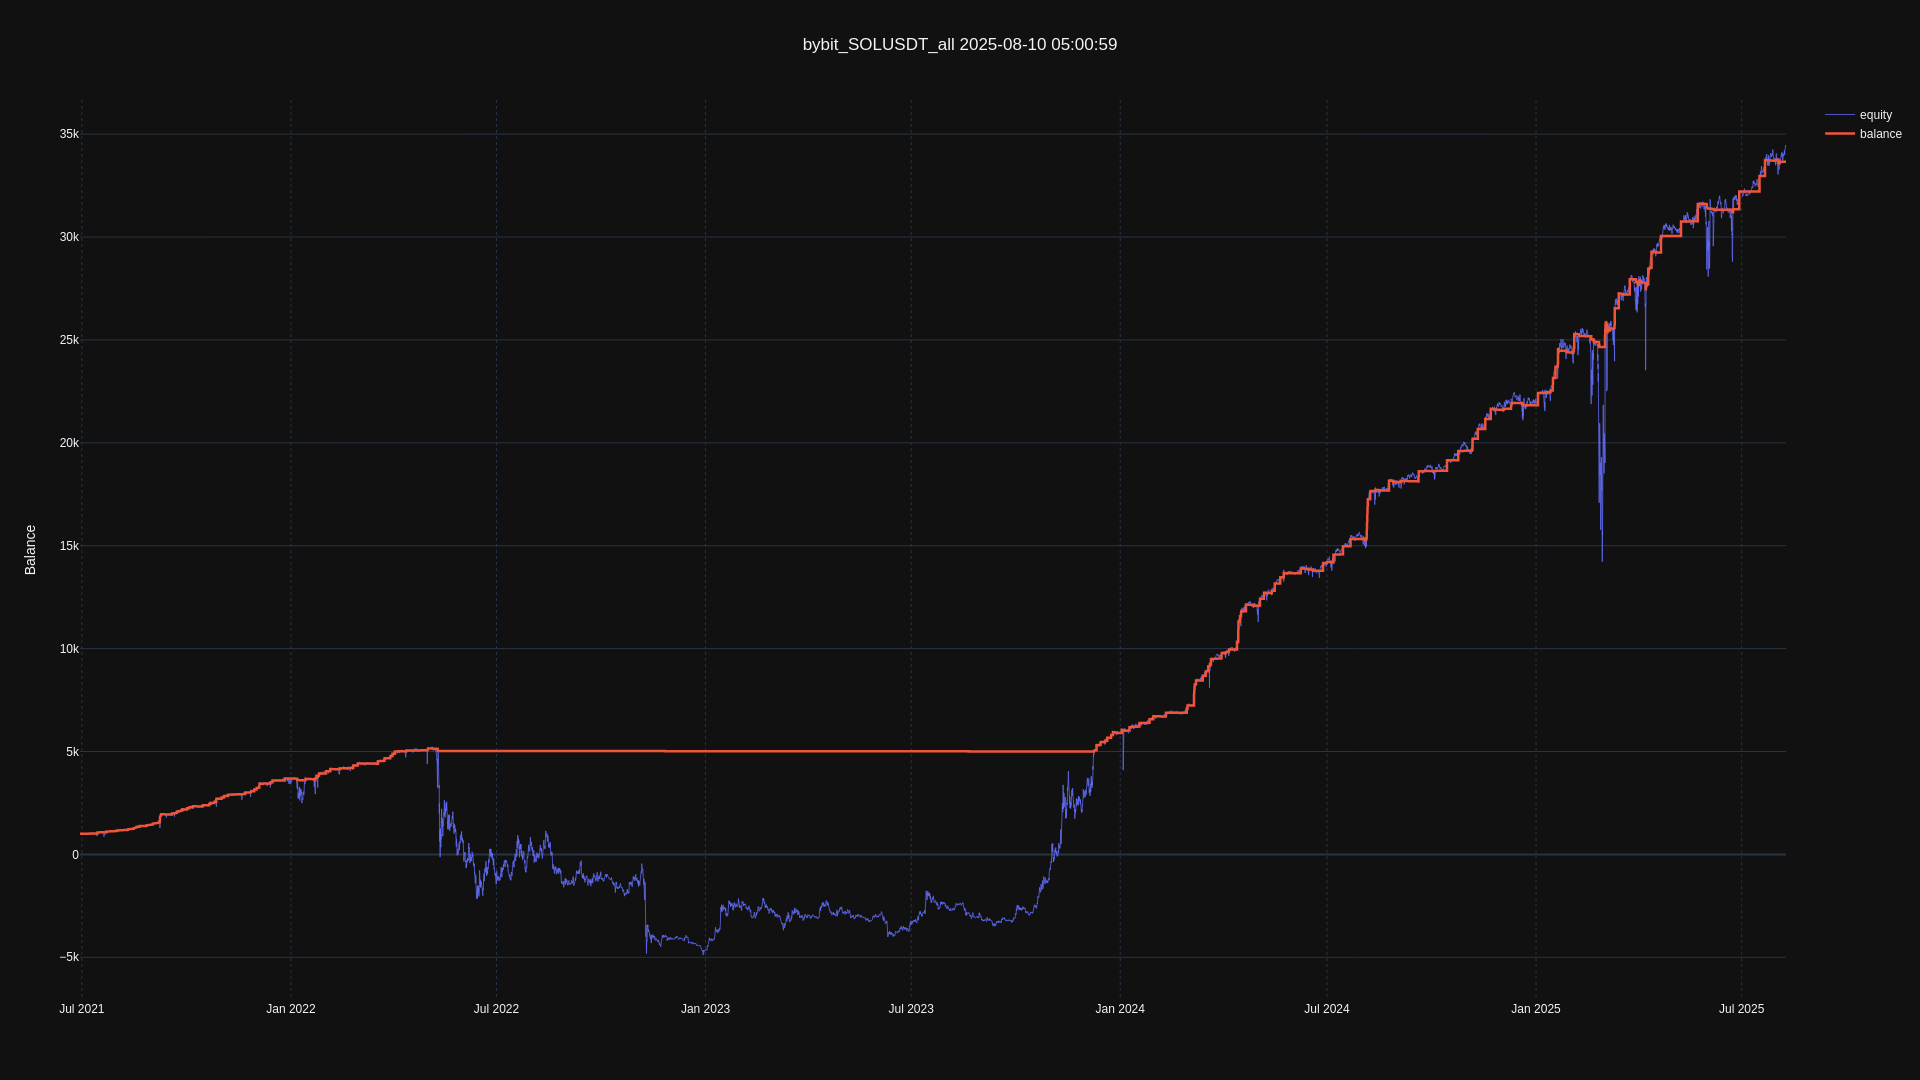 bybit_SOLUSDT_all 2025-08-10 05:00:59
equity
balance
35k
30k
25k
20k
15k
10k
5k
0
−5k
Balance
Jul 2021
Jan 2022
Jul 2022
Jan 2023
Jul 2023
Jan 2024
Jul 2024
Jan 2025
Jul 2025